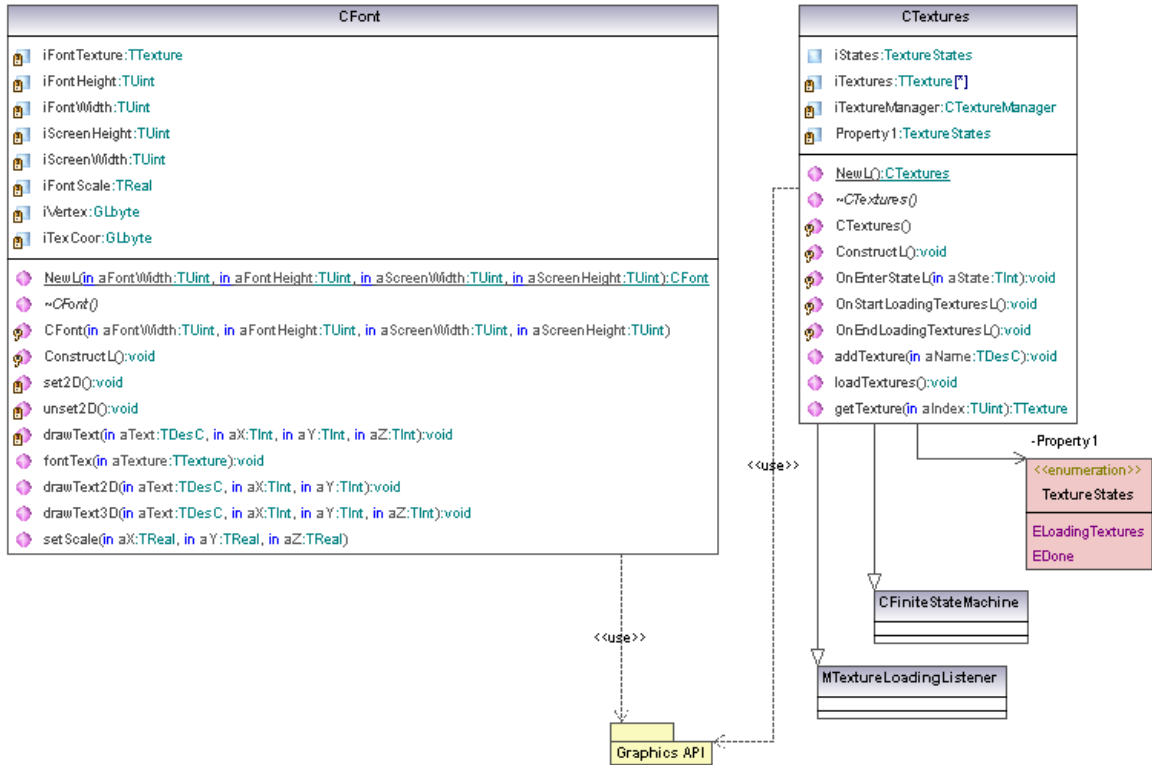 CFont
iFontTexture:TTexture
iFontHeight:TUint
iFontWidth:TUint
iScreenHeight:TUint
iScreenWidth:TUint
iFontScale:TReal
iVertex:GLbyte
iTexCoor:GLbyte
NewL(in aFontWidth:TUint, in aFontHeight:TUint, in aScreenWidth:TUint, in aScreenHeight:TUint):CFont
~CFont()
CFont(in aFontWidth:TUint, in aFontHeight:TUint, in aScreenWidth:TUint, in aScreenHeight:TUint)
ConstructL():void
set2D():void
unset2D():void
drawText(in aText:TDesC, in aX:TInt, in aY:TInt, in aZ:TInt):void
fontTex(in aTexture:TTexture):void
drawText2D(in aText:TDesC, in aX:TInt, in aY:TInt):void
drawText3D(in aText:TDesC, in aX:TInt, in aY:TInt, in aZ:TInt):void
setScale(in aX:TReal, in aY:TReal, in aZ:TReal)
CTextures
iStates:TextureStates
iTextures:TTexture[*]
iTextureManager:CTextureManager
Property1:TextureStates
NewL():CTextures
~CTextures()
CTextures()
ConstructL():void
OnEnterStateL(in aState:TInt):void
OnStartLoadingTexturesL():void
OnEndLoadingTexturesL():void
addTexture(in aName:TDesC):void
loadTextures():void
getTexture(in aIndex:TUint):TTexture
-Property1
<<use>>
<<enumeration>>
TextureStates
ELoadingTextures
EDone
CFiniteStateMachine
<<use>>
MTextureLoadingListener
Graphics API